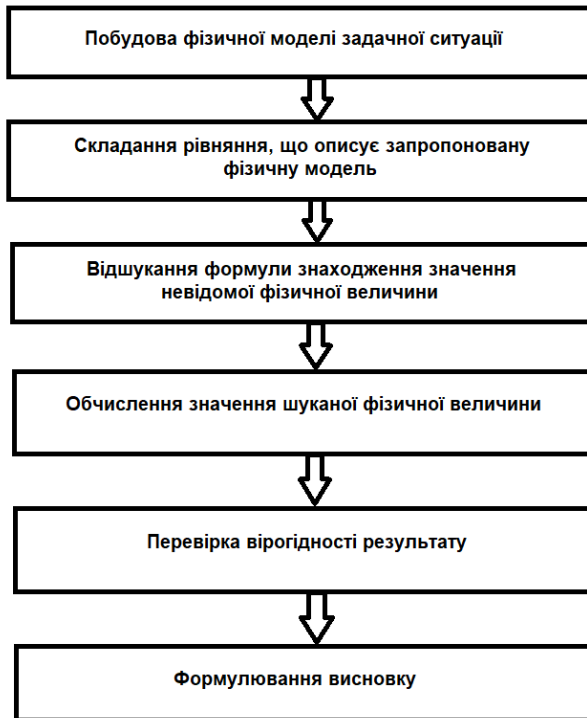 Побудова фізичної моделі задачної ситуації
Складання рівняння, що описує запропоновану
фізичну модель
Відшукання формули знаходження значення
невідомої фізичної величини
Обчислення значення шуканої фізичної величини
Перевірка вірогідності результату
Формулювання висновку